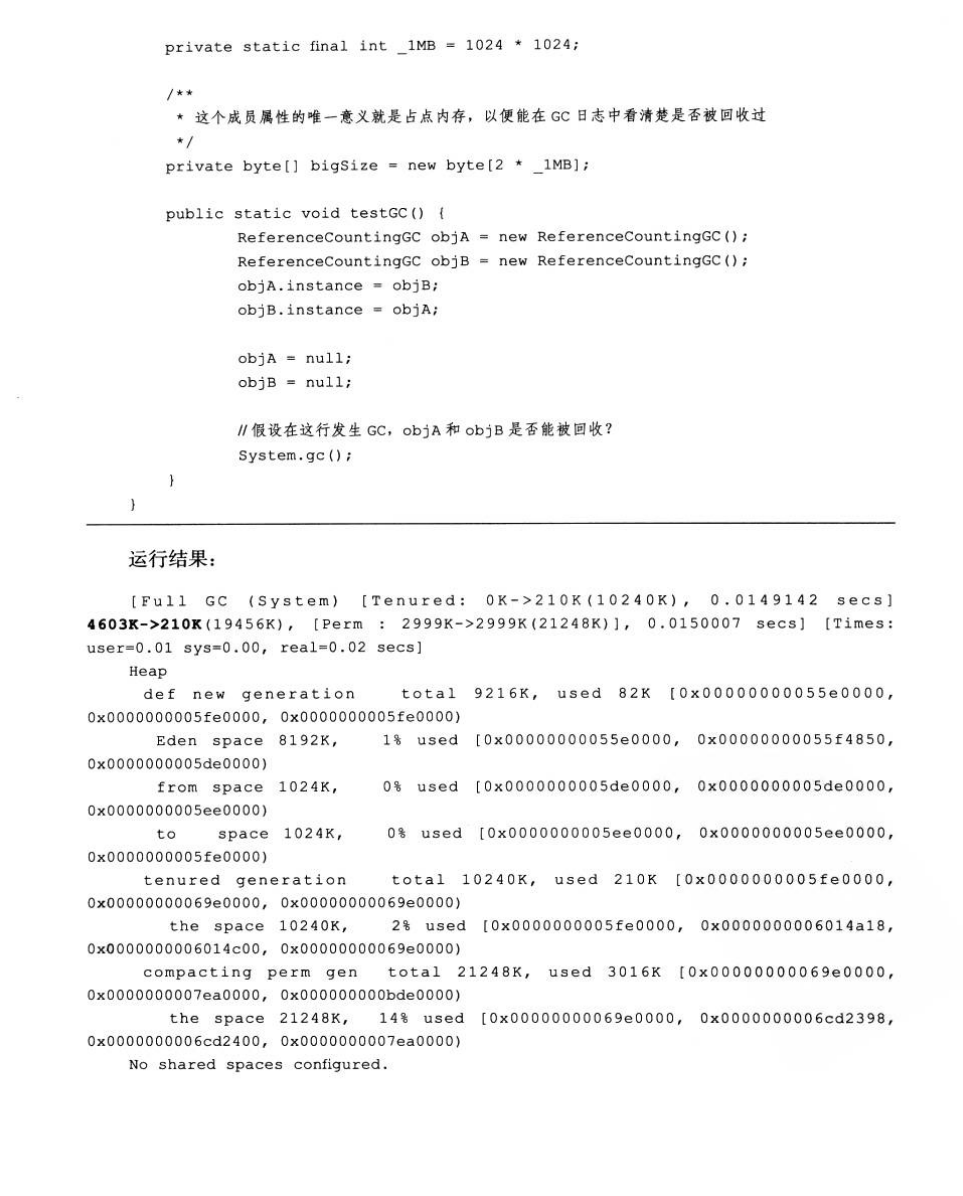 private static final int _1MB = 1024 * 1024;
/**
* 这个成员属性的唯一意义就是占点内存，以便能在 GC 日志中看清楚是否被回收过
*/
private byte[] bigSize = new byte[2 * _1MB];
public static void testGC() {
ReferenceCountingGC objA = new ReferenceCountingGC();
ReferenceCountingGC objB = new ReferenceCountingGC();
objA.instance = objB;
objB.instance = objA;
objA = null;
objB = null;
//假设在这行发生 GC，objA 和 objB 是否能被回收？
System.gc();
}
}
运行结果：
[Full GC (System) [Tenured: 0K->210K(10240K), 0.0149142 secs]
4603K->210K(19456K), [Perm : 2999K->2999K(21248K)], 0.0150007 secs] [Times:
user=0.01 sys=0.00, real=0.02 secs]
Heap
def new generation total 9216K, used 82K [0x00000000055e0000,
0x0000000005fe0000, 0x0000000005fe0000)
Eden space 8192K, 1% used [0x00000000055e0000, 0x00000000055f4850,
0x0000000005de0000)
from space 1024K, 0% used [0x0000000005de0000, 0x0000000005de0000,
0x0000000005ee0000)
to space 1024K, 0% used [0x0000000005ee0000, 0x0000000005ee0000,
0x0000000005fe0000)
tenured generation total 10240K, used 210K [0x0000000005fe0000,
0x00000000069e0000, 0x00000000069e0000)
the space 10240K, 2% used [0x0000000005fe0000, 0x0000000006014a18,
0x0000000006014c00, 0x00000000069e0000)
compacting perm gen total 21248K, used 3016K [0x00000000069e0000,
0x0000000007ea0000, 0x000000000bde0000)
the space 21248K, 14% used [0x00000000069e0000, 0x0000000006cd2398,
0x0000000006cd2400, 0x0000000007ea0000)
No shared spaces configured.